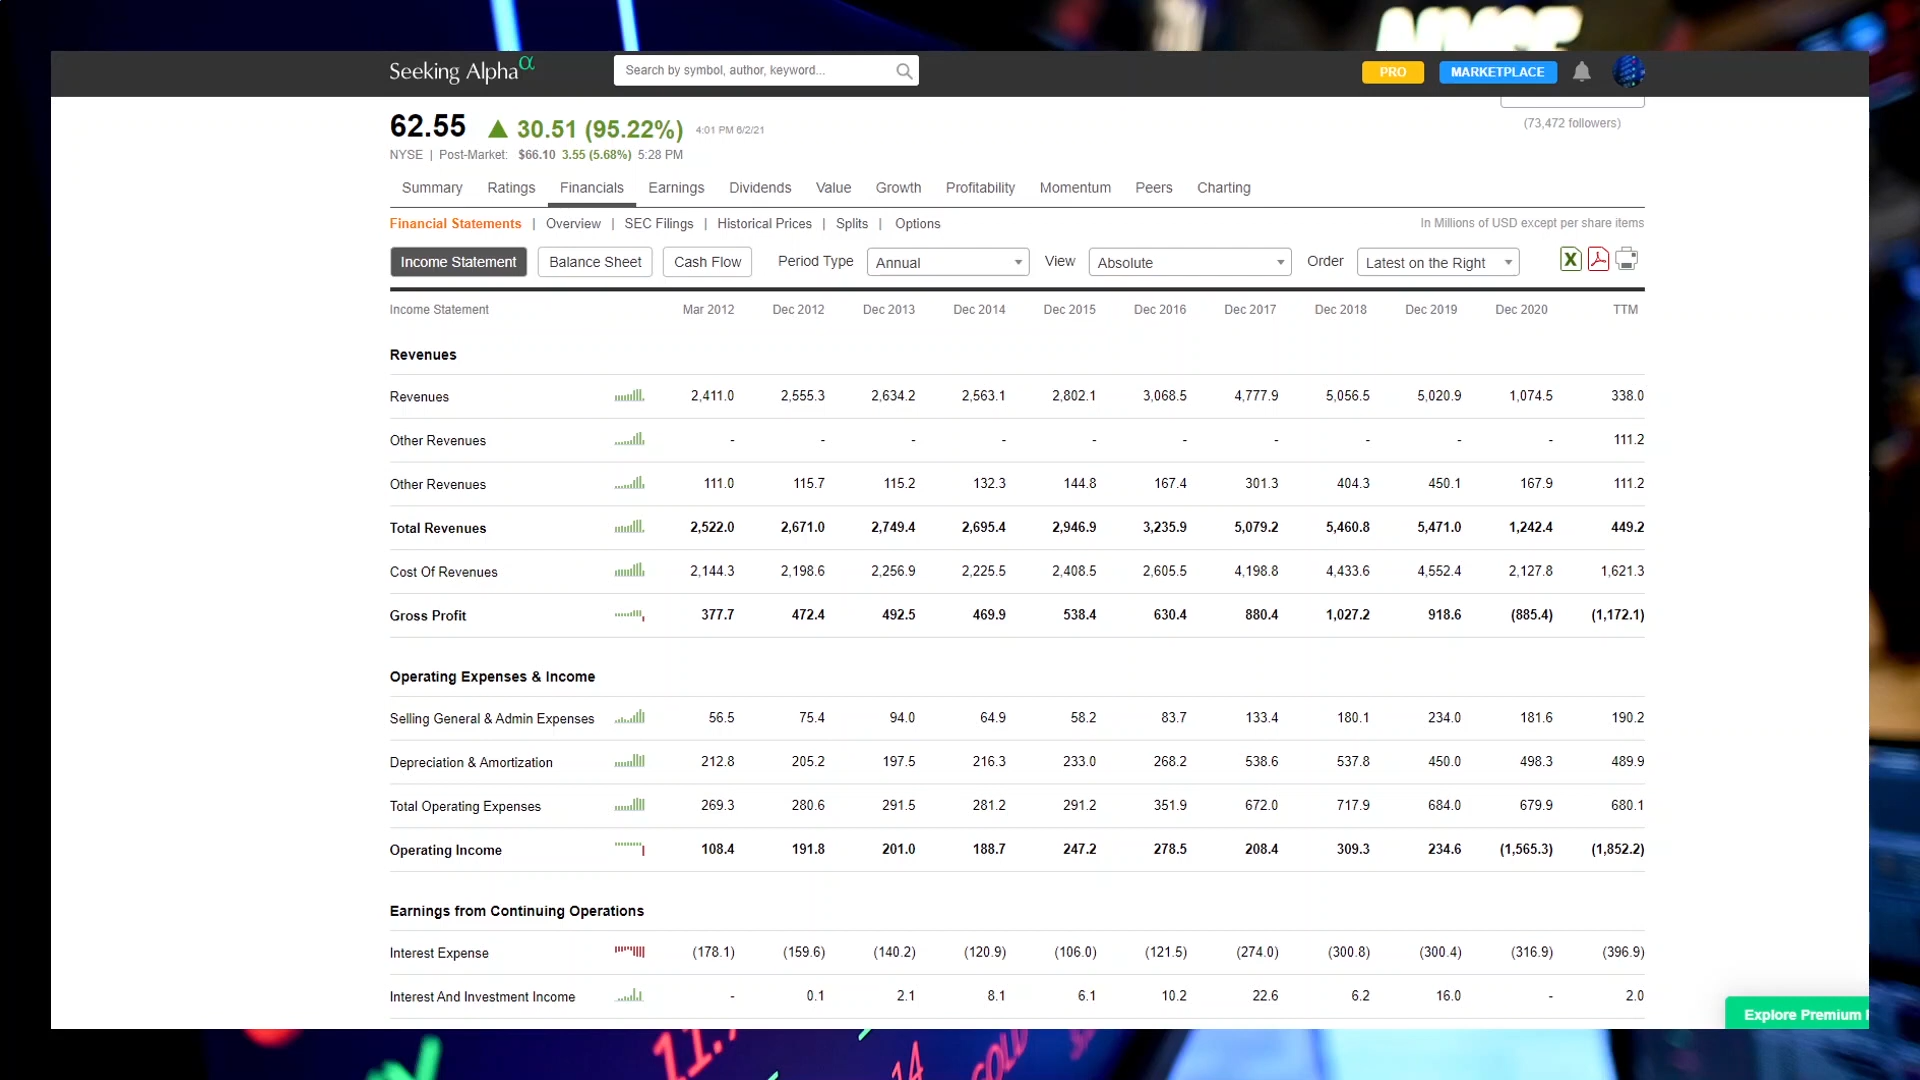 NYSE
Seeking Alpha α
Search by symbol, author, keyword...
PRO
MARKETPLACE
62.55 30.51 (95.22%) 4:01 PM 6/2/21
(73,472 followers)
NYSE | Post-Market: $66.10 3.55 (5.68%) 5:28 PM
Summary Ratings Financials Earnings Dividends Value Growth Profitability Momentum Peers Charting
Financial Statements | Overview | SEC Filings | Historical Prices | Splits | Options In Millions of USD except per share items
Income Statement Balance Sheet Cash Flow Period Type Annual View Absolute Order Latest on the Right
Income Statement Mar 2012 Dec 2012 Dec 2013 Dec 2014 Dec 2015 Dec 2016 Dec 2017 Dec 2018 Dec 2019 Dec 2020 TTM
Revenues
Revenues 2,411.0 2,555.3 2,634.2 2,563.1 2,802.1 3,068.5 4,777.9 5,056.5 5,020.9 1,074.5 338.0
Other Revenues - - - - - - - - - - 111.2
Other Revenues 111.0 115.7 115.2 132.3 144.8 167.4 301.3 404.3 450.1 167.9 111.2
Total Revenues 2,522.0 2,671.0 2,749.4 2,695.4 2,946.9 3,235.9 5,079.2 5,460.8 5,471.0 1,242.4 449.2
Cost Of Revenues 2,144.3 2,198.6 2,256.9 2,225.5 2,408.5 2,605.5 4,198.8 4,433.6 4,552.4 2,127.8 1,621.3
Gross Profit 377.7 472.4 492.5 469.9 538.4 630.4 880.4 1,027.2 918.6 (885.4) (1,172.1)
Operating Expenses & Income
Selling General & Admin Expenses 56.5 75.4 94.0 64.9 58.2 83.7 133.4 180.1 234.0 181.6 190.2
Depreciation & Amortization 212.8 205.2 197.5 216.3 233.0 268.2 538.6 537.8 450.0 498.3 489.9
Total Operating Expenses 269.3 280.6 291.5 281.2 291.2 351.9 672.0 717.9 684.0 679.9 680.1
Operating Income 108.4 191.8 201.0 188.7 247.2 278.5 208.4 309.3 234.6 (1,565.3) (1,852.2)
Earnings from Continuing Operations
Interest Expense (178.1) (159.6) (140.2) (120.9) (106.0) (121.5) (274.0) (300.8) (300.4) (316.9) (396.9)
Interest And Investment Income - 0.1 2.1 8.1 6.1 10.2 22.6 6.2 16.0 - 2.0
Explore Premium
14
GOLD